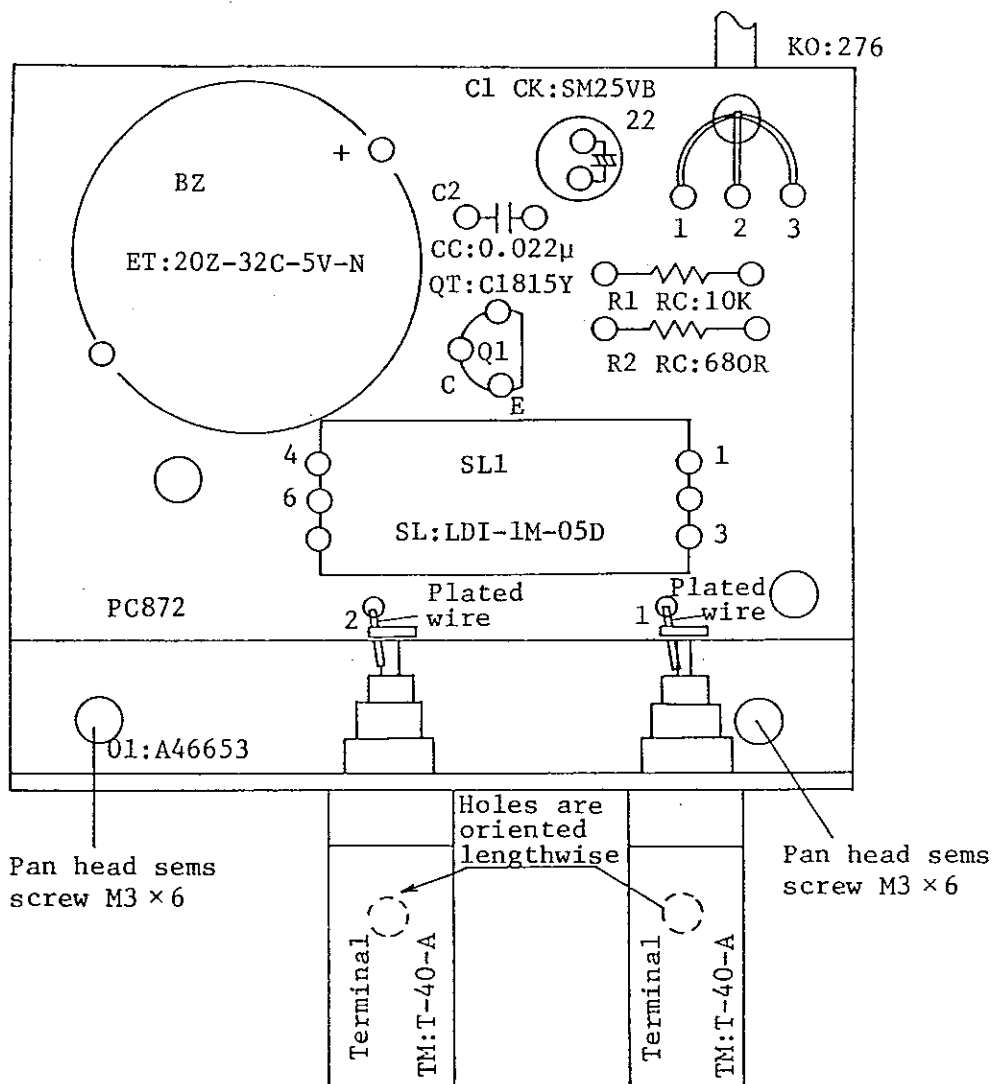 KO:276
C1 CK:SM25VB
22
+
BZ
C2
1 2 3
CC:0.022μ
ET:20Z-32C-5V-N
QT:C1815Y
R1 RC:10K
Q1
R2 RC:680R
C
E
4
SL1
1
6
SL:LDI-1M-05D
3
PC872
2
Plated
wire
1
Plated
wire
01:A46653
Holes are
oriented
lengthwise
Pan head sems
screw M3×6
Pan head sems
screw M3×6
Terminal
TM:T-40-A
Terminal
TM:T-40-A